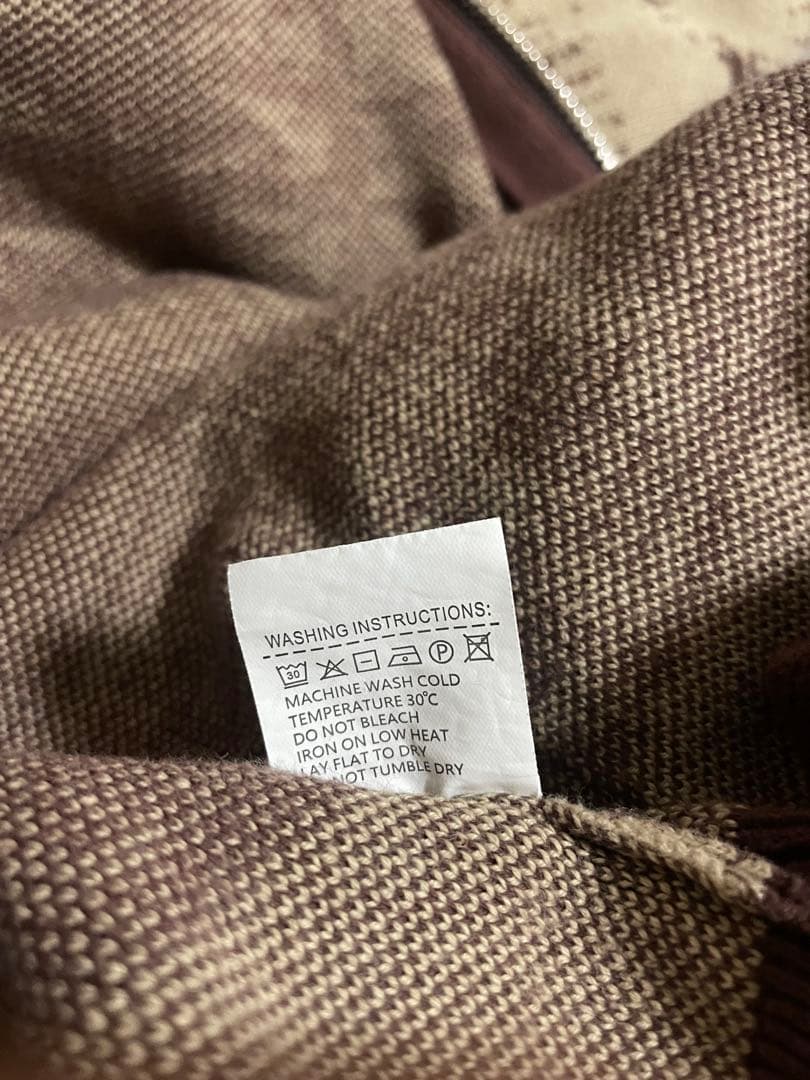 WASHING INSTRUCTIONS:
30 P
MACHINE WASH COLD
TEMPERATURE 30°C
DO NOT BLEACH
IRON ON LOW HEAT
LAY FLAT TO DRY
NOT TUMBLE DRY